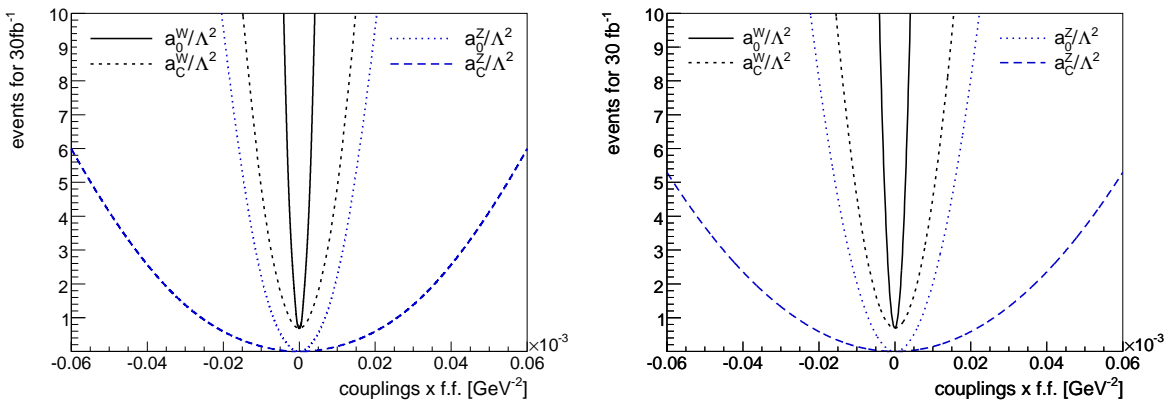 events for 30fb⁻¹
10
9
8
7
6
5
4
3
2
1
a₀ᵂ/Λ²
a_Cᵂ/Λ²
a₀ᶻ/Λ²
a_Cᶻ/Λ²
-0.06 -0.04 -0.02 0 0.02 0.04 0.06
×10⁻³
couplings x f.f. [GeV⁻²]
events for 30 fb⁻¹
10
9
8
7
6
5
4
3
2
1
a₀ᵂ/Λ²
a_Cᵂ/Λ²
a₀ᶻ/Λ²
a_Cᶻ/Λ²
-0.06 -0.04 -0.02 0 0.02 0.04 0.06
×10⁻³
couplings x f.f. [GeV⁻²]